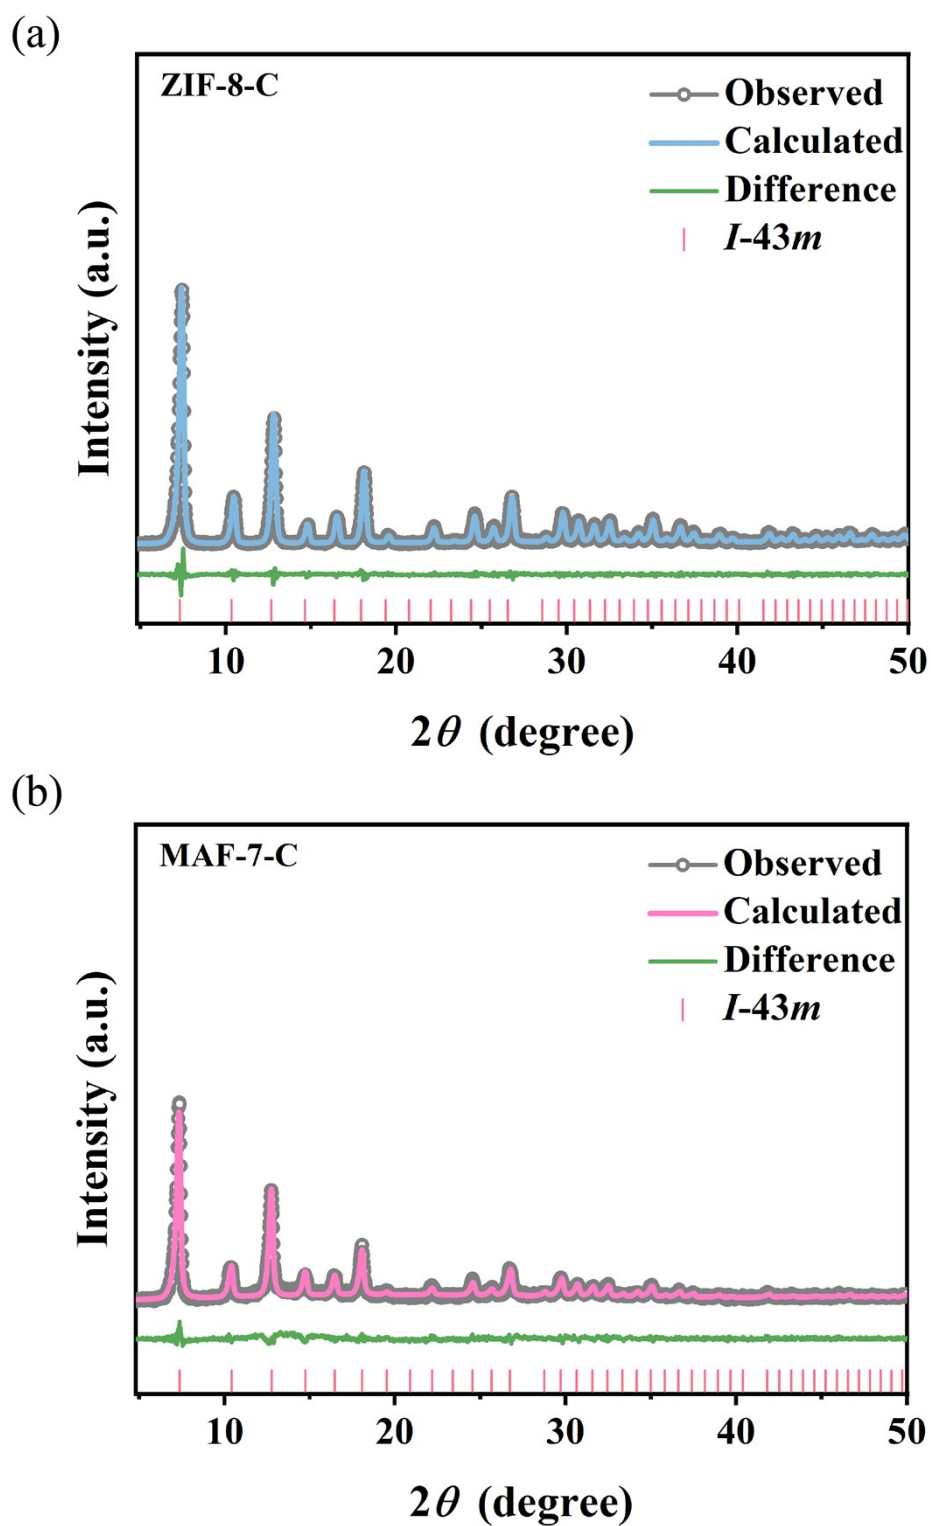 (a)
ZIF-8-C
Observed
Calculated
Difference
I-43m
Intensity (a.u.)
10 20 30 40 50
2θ (degree)
(b)
MAF-7-C
Observed
Calculated
Difference
I-43m
Intensity (a.u.)
10 20 30 40 50
2θ (degree)